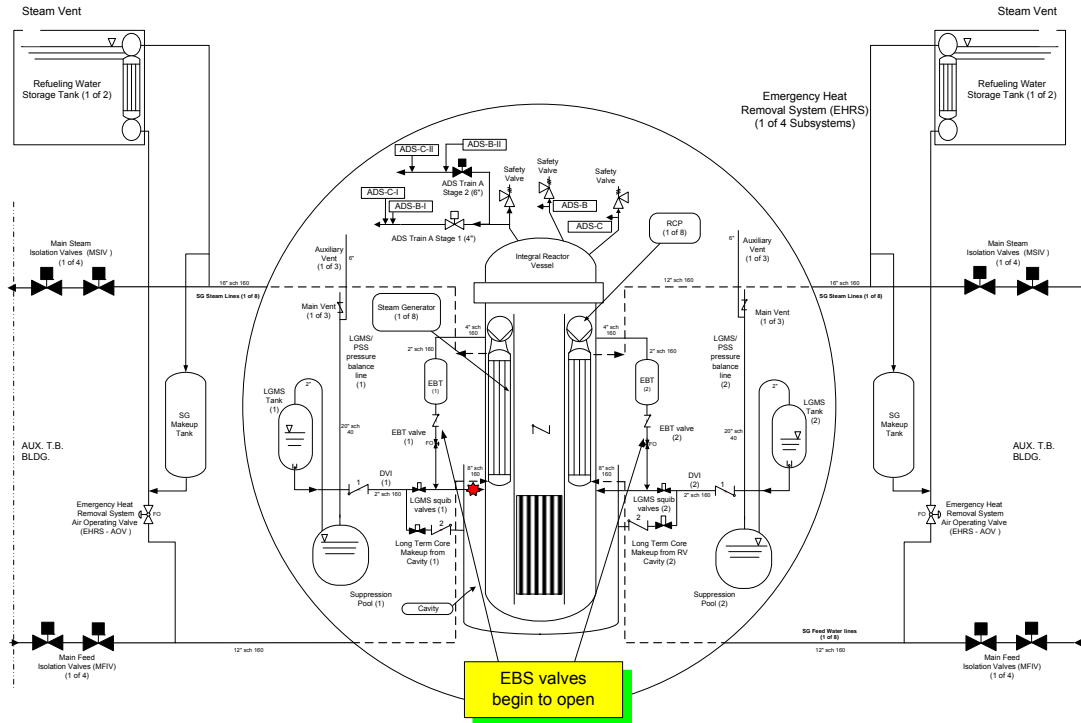 Steam Vent
Steam Vent
Refueling Water
Storage Tank (1 of 2)
Refueling Water
Storage Tank (1 of 2)
Emergency Heat
Removal System (EHRS)
(1 of 4 Subsystems)
ADS-C-II
ADS-B-II
ADS Train A
Stage 2 (6")
ADS-C-I
ADS-B-I
ADS Train A Stage 1 (4")
Safety
Valve
Safety
Valve
Safety
Valve
ADS-B
ADS-C
RCP
(1 of 8)
Integral Reactor
Vessel
Main Steam
Isolation Valves (MSIV)
(1 of 4)
Auxiliary
Vent
(1 of 3)
6"
6"
Auxiliary
Vent
(1 of 3)
Main Steam
Isolation Valves (MSIV)
(1 of 4)
16" sch 160
SG Steam Lines (1 of 8)
12" sch 160
16" sch 160
SG Steam Lines (1 of 8)
Main Vent
(1 of 3)
Steam Generator
(1 of 8)
Main Vent
(1 of 3)
4" sch
160
4" sch
160
2" sch 160
2" sch 160
LGMS/
PSS
pressure
balance
line
(1)
LGMS/
PSS
pressure
balance
line
(2)
EBT
(1)
EBT
(2)
SG
Makeup
Tank
LGMS
Tank
(1)
2"
2"
LGMS
Tank
(2)
SG
Makeup
Tank
20" sch
40
20" sch
40
EBT valve
(1)
FO
EBT valve
(2)
FO
AUX. T.B.
BLDG.
AUX. T.B.
BLDG.
DVI
(1)
2" sch 160
8" sch
160
8" sch
160
DVI
(2)
2" sch 160
1
1
LGMS squib
valves (1)
LGMS squib
valves (2)
2
2
Emergency Heat
Removal System
Air Operating Valve
(EHRS - AOV )
FO
Emergency Heat
Removal System
Air Operating Valve
(EHRS - AOV )
FO
Long Term Core
Makeup from
Cavity (1)
Long Term Core
Makeup from RV
Cavity (2)
Suppression
Pool (1)
Suppression
Pool (2)
Cavity
SG Feed Water lines
(1 of 8)
12" sch 160
12" sch 160
Main Feed
Isolation Valves (MFIV)
(1 of 4)
Main Feed
Isolation Valves (MFIV)
(1 of 4)
EBS valves
begin to open